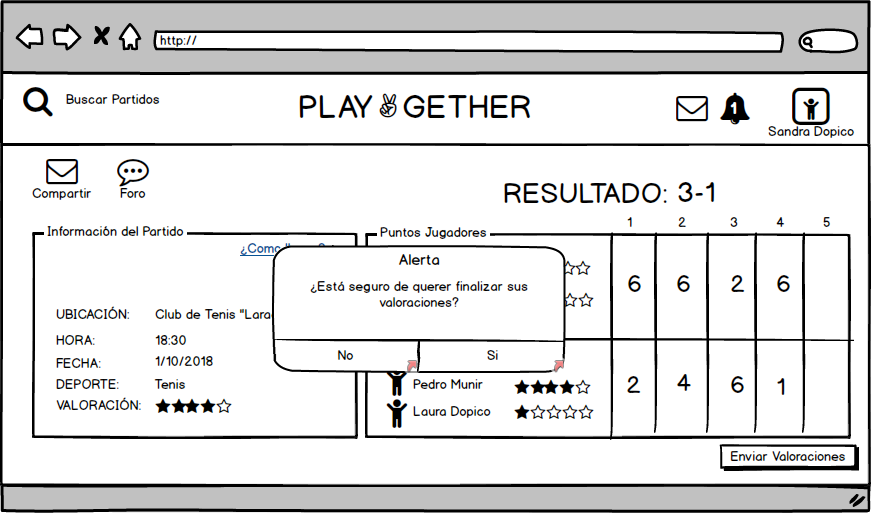 http://
Buscar Partidos
PLAY GETHER
1
Sandra Dopico
Compartir
Foro
RESULTADO: 3-1
1 2 3 4 5
Información del Partido
Puntos Jugadores
Alerta
¿Está seguro de querer finalizar sus
valoraciones?
No
Si
6 6 2 6
UBICACIÓN: Club de Tenis
HORA: 18:30
FECHA: 1/10/2018
DEPORTE: Tenis
VALORACIÓN:
Pedro Munir
Laura Dopico
2 4 6 1
Enviar Valoraciones